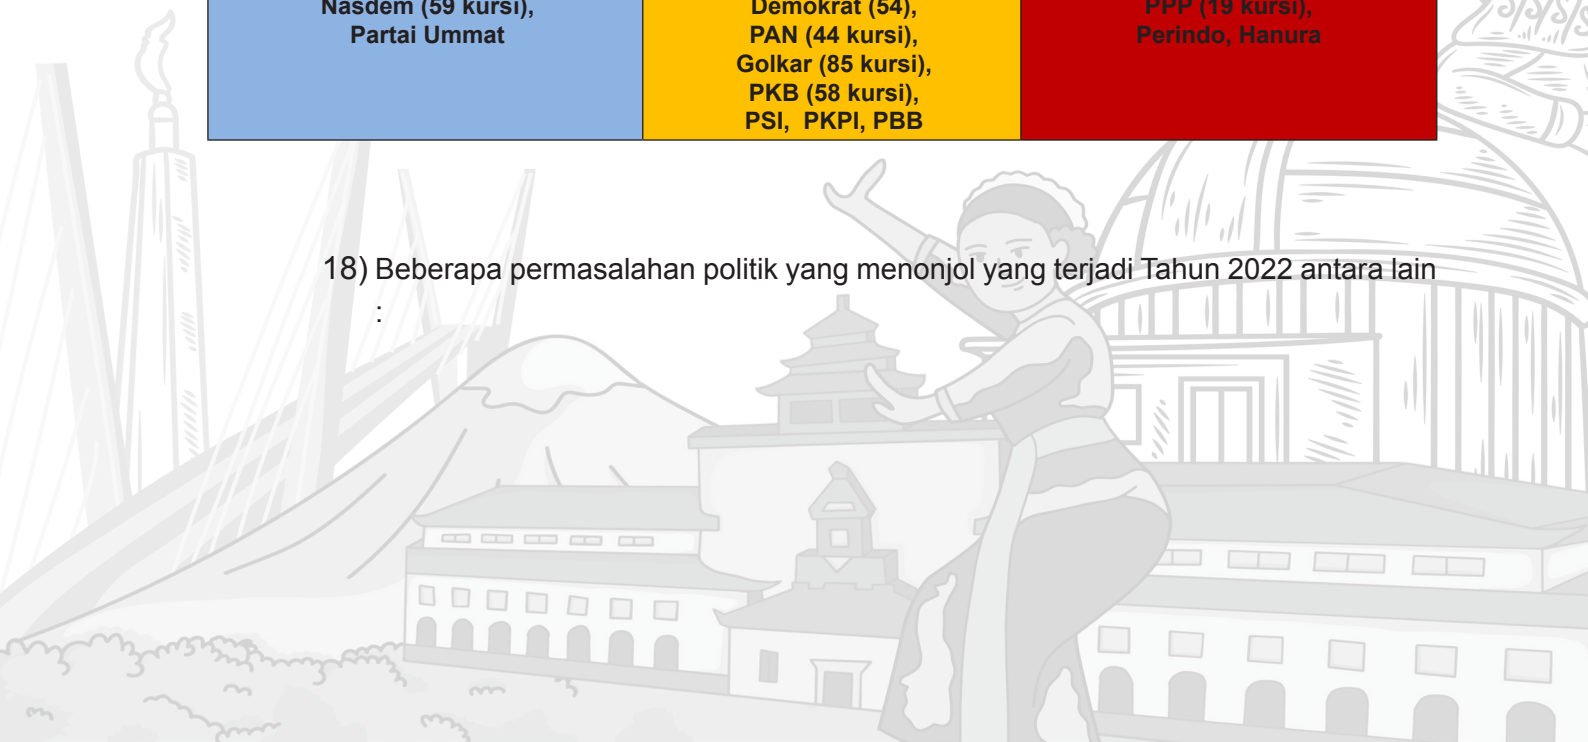 Nasdem (59 kursi),
Partai Ummat
Demokrat (54),
PAN (44 kursi),
Golkar (85 kursi),
PKB (58 kursi),
PSI, PKPI, PBB
PPP (19 kursi),
Perindo, Hanura
18) Beberapa permasalahan politik yang menonjol yang terjadi Tahun 2022 antara lain
: